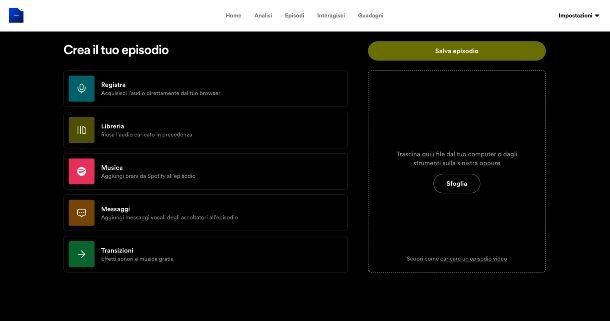 Home Analisi Episodi Interagisci Guadagni Impostazioni
Crea il tuo episodio
Salva episodio
Registra
Acquisisci l'audio direttamente dal tuo browser
Libreria
Riusa l'audio caricato in precedenza
Musica
Aggiungi brani da Spotify all'episodio
Messaggi
Aggiungi messaggi vocali degli ascoltatori all'episodio
Transizioni
Effetti sonori e musica gratis
Trascina qui i file dal tuo computer o dagli
strumenti sulla sinistra oppure
Sfoglia
Scopri come caricare un episodio video